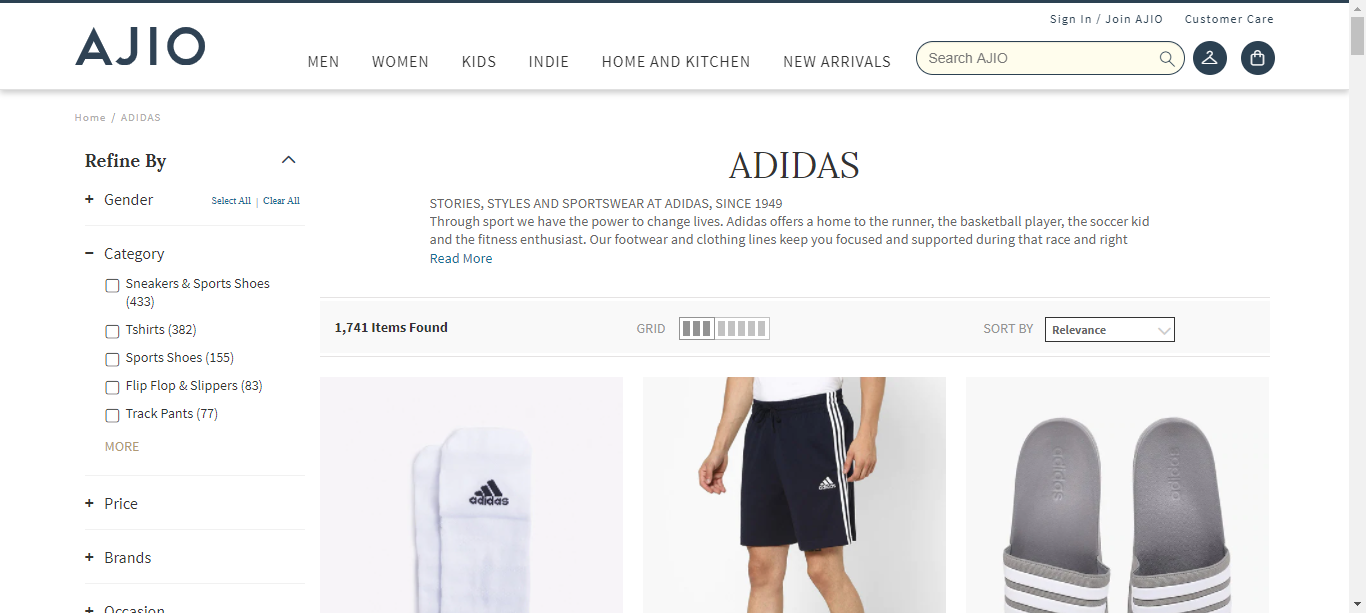 Sign In / Join AJIO
Customer Care
AJIO
MEN
WOMEN
KIDS
INDIE
HOME AND KITCHEN
NEW ARRIVALS
Search AJIO
Home / ADIDAS
Refine By
+ Gender
Select All | Clear All
− Category
Sneakers & Sports Shoes
(433)
Tshirts (382)
Sports Shoes (155)
Flip Flop & Slippers (83)
Track Pants (77)
MORE
+ Price
+ Brands
+ Occasion
ADIDAS
STORIES, STYLES AND SPORTSWEAR AT ADIDAS, SINCE 1949
Through sport we have the power to change lives. Adidas offers a home to the runner, the basketball player, the soccer kid
and the fitness enthusiast. Our footwear and clothing lines keep you focused and supported during that race and right
Read More
1,741 Items Found
GRID
SORT BY
Relevance
adidas
adidas
adidas
adidas